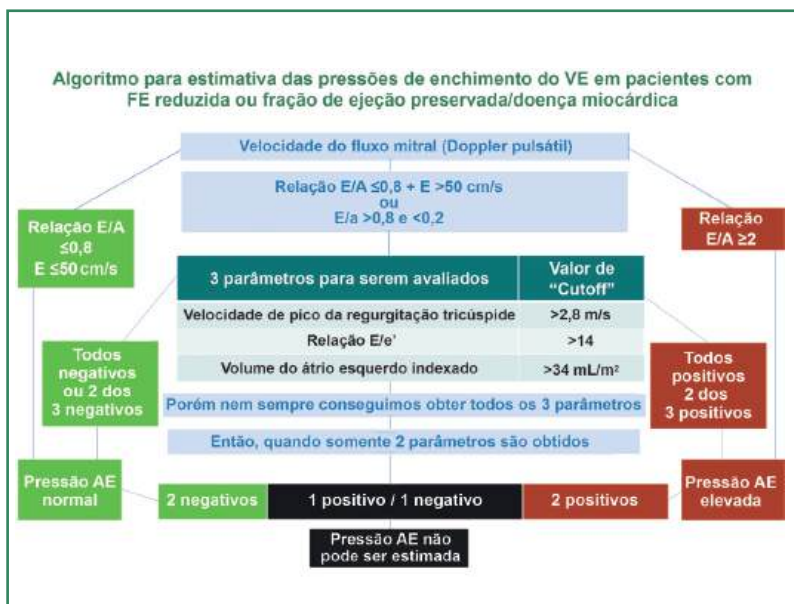 Algoritmo para estimativa das pressões de enchimento do VE em pacientes com
FE reduzida ou fração de ejeção preservada/doença miocárdica
Velocidade do fluxo mitral (Doppler pulsátil)
Relação E/A ≤0,8 + E >50 cm/s
ou
E/a >0,8 e <0,2
Relação E/A
≤0,8
E ≤50 cm/s
Relação
E/A ≥2
3 parâmetros para serem avaliados
Valor de
“Cutoff”
Velocidade de pico da regurgitação tricúspide
>2,8 m/s
Relação E/e'
>14
Volume do átrio esquerdo indexado
>34 mL/m²
Todos
negativos
ou 2 dos
3 negativos
Todos
positivos
2 dos
3 positivos
Porém nem sempre conseguimos obter todos os 3 parâmetros
Então, quando somente 2 parâmetros são obtidos
Pressão AE
normal
2 negativos
1 positivo / 1 negativo
2 positivos
Pressão AE
elevada
Pressão AE não
pode ser estimada